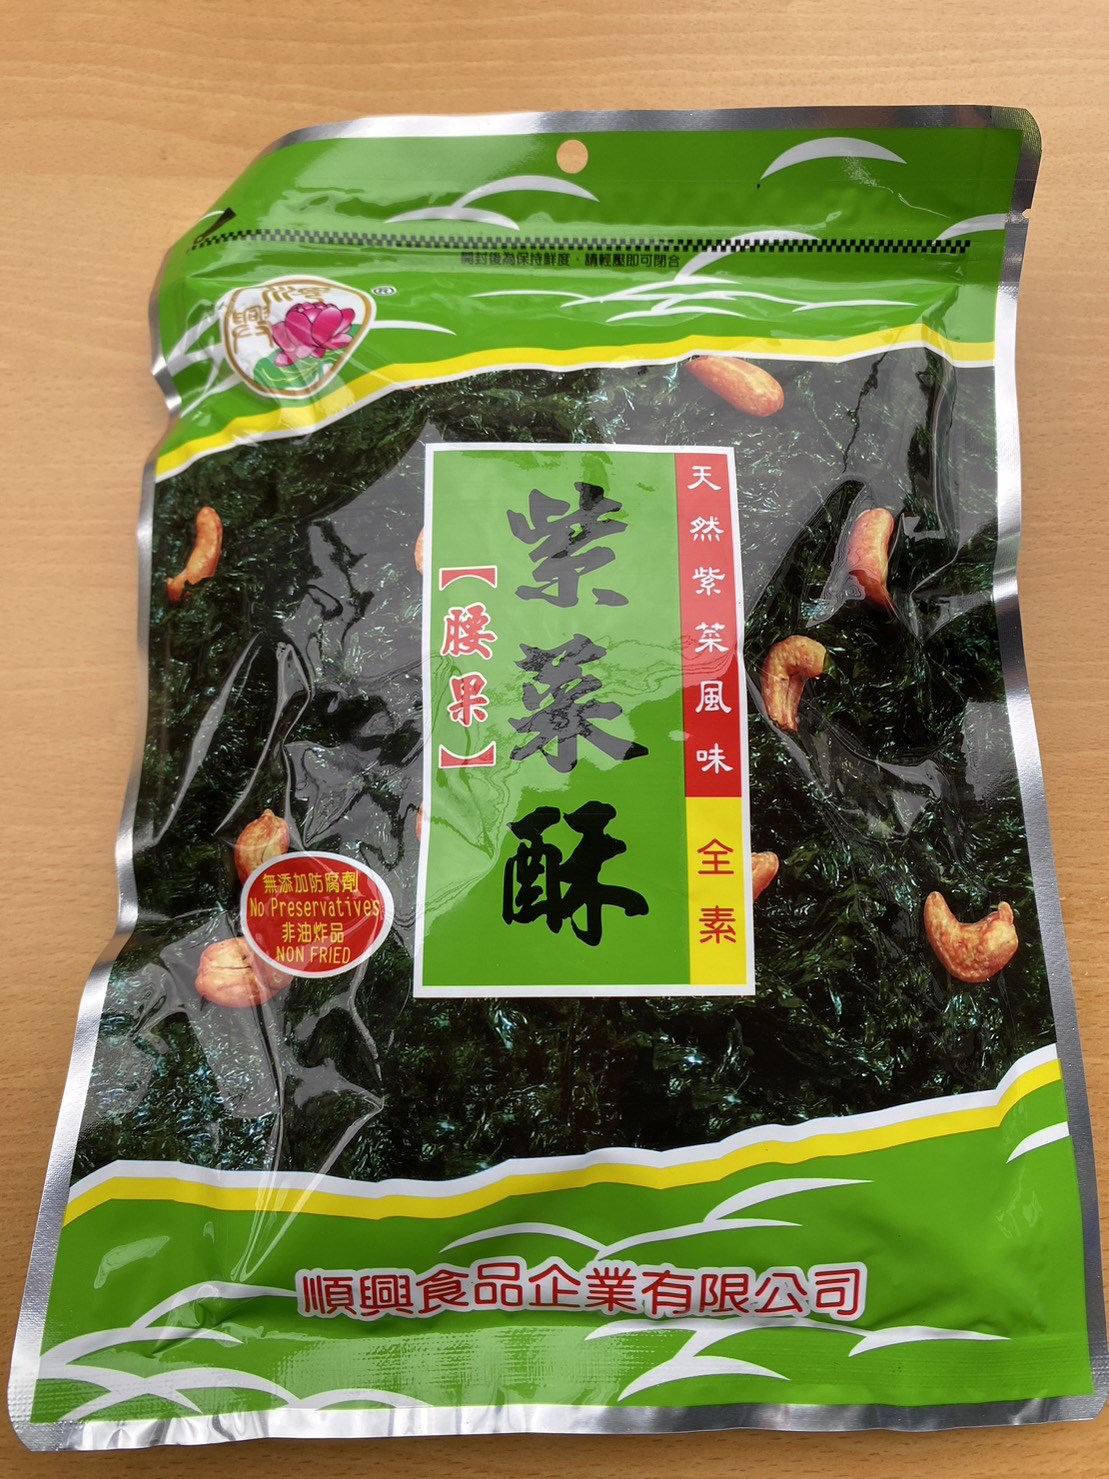 開封後為保持鮮度，請輕壓即可閉合
順興
®
天然紫菜風味
全素
紫菜酥
【腰果】
無添加防腐劑
No Preservatives
非油炸品
NON FRIED
順興食品企業有限公司